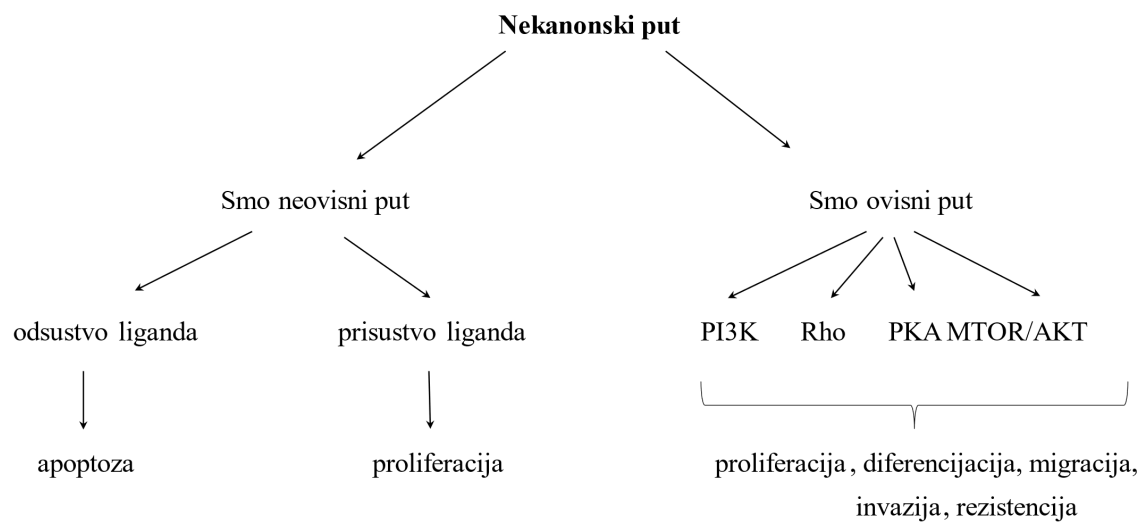 Nekanonski put
Smo neovisni put
Smo ovisni put
odsustvo liganda
prisustvo liganda
PI3K
Rho
PKA MTOR/AKT
apoptoza
proliferacija
proliferacija, diferencijacija, migracija,
invazija, rezistencija